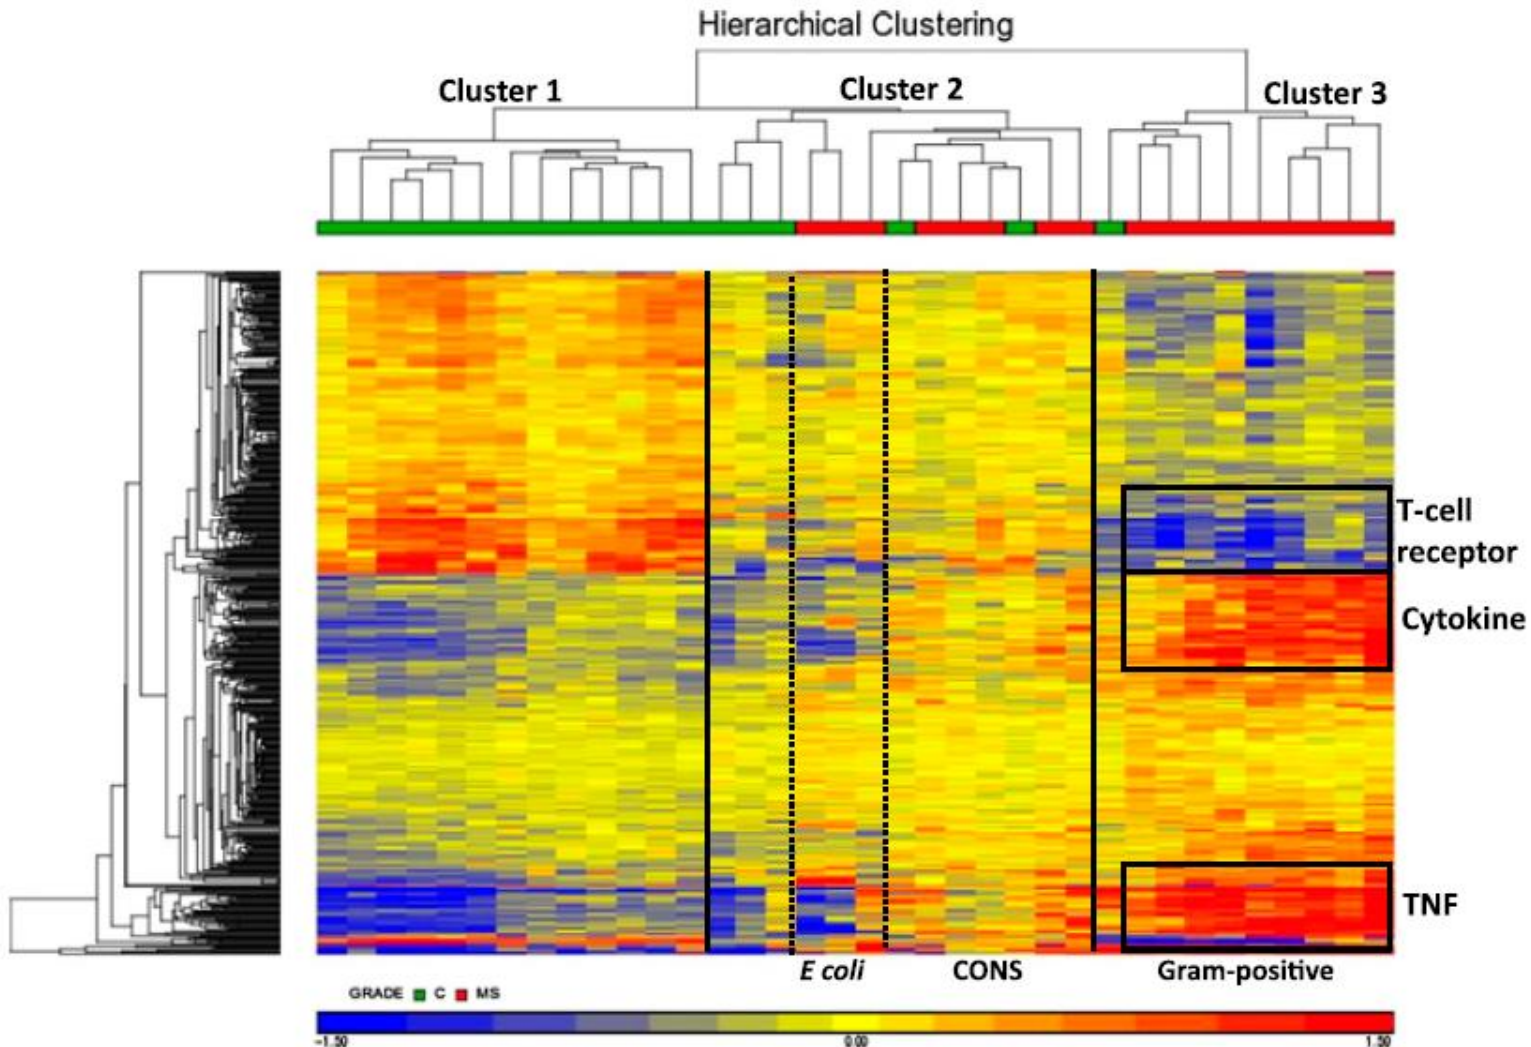 Hierarchical Clustering
Cluster 1
Cluster 2
Cluster 3
T-cell
receptor
Cytokine
TNF
E coli
CONS
Gram-positive
GRADE C MS
-1.50
0.00
1.50